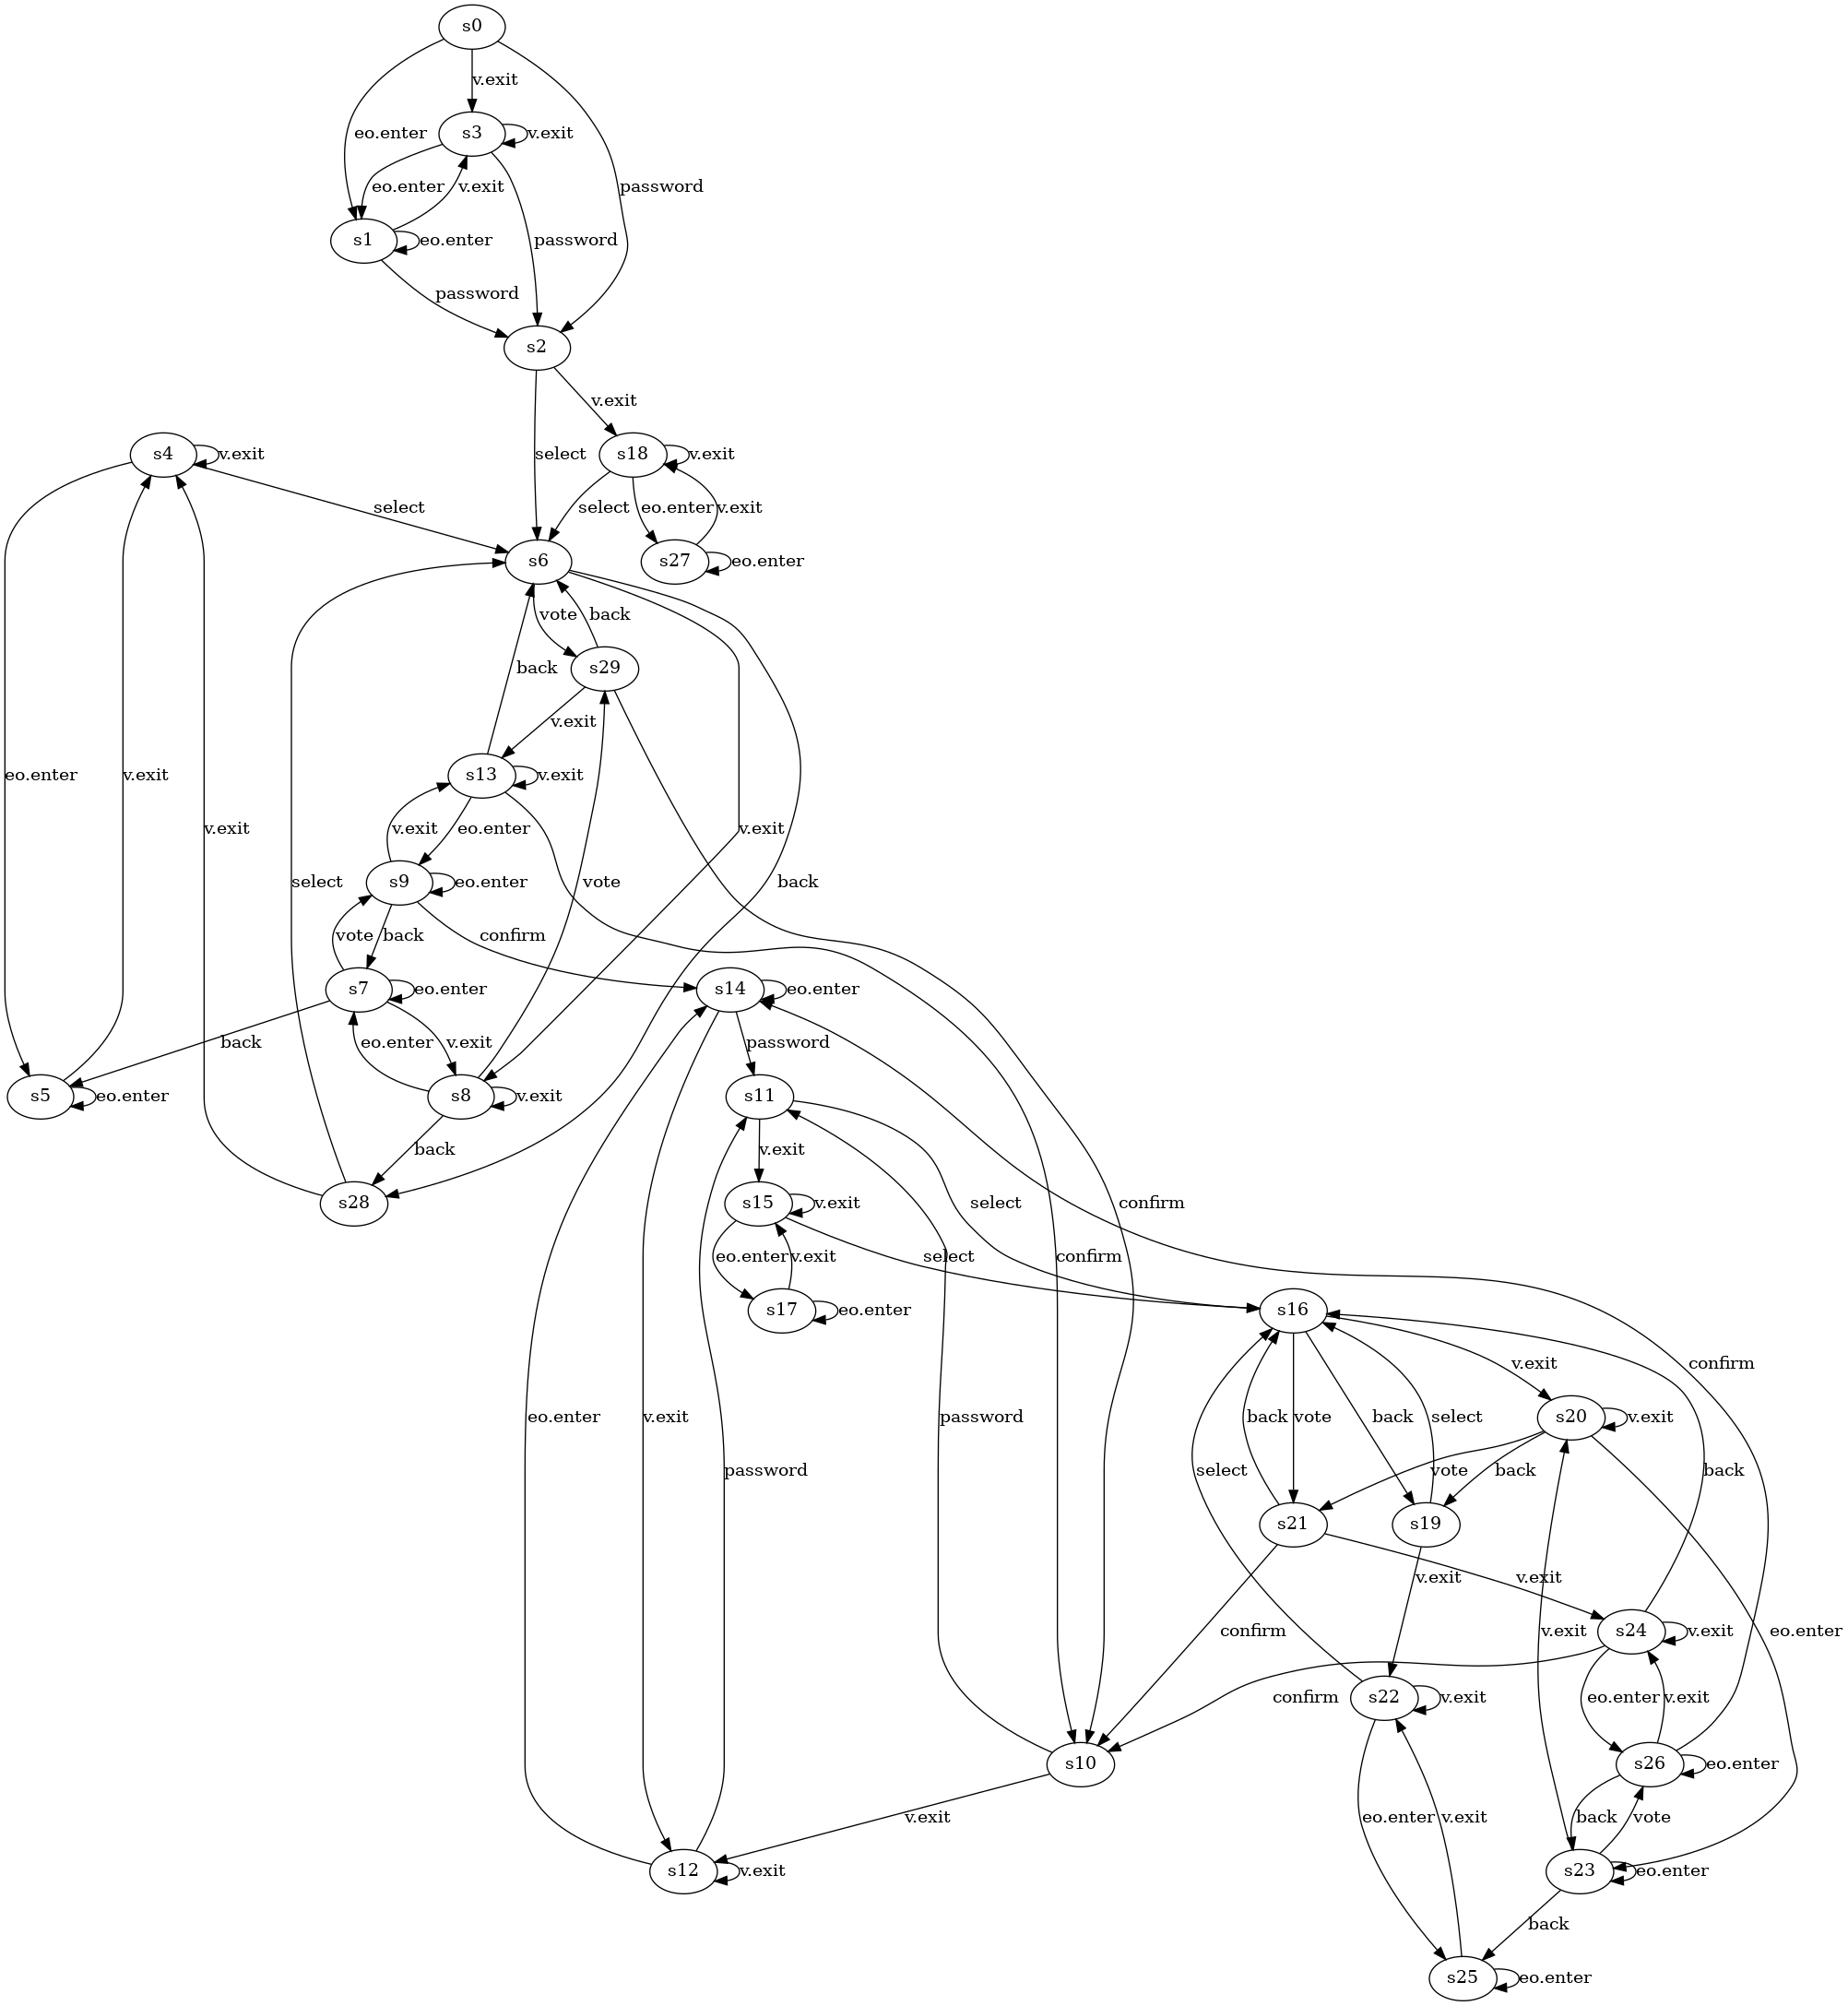 s0
v.exit
s3
v.exit
eo.enter
password
eo.enter
v.exit
s1
eo.enter
password
password
s2
v.exit
s4
v.exit
s18
v.exit
select
select
select
eo.enter
v.exit
s6
s27
eo.enter
vote
back
back
s29
v.exit
eo.enter
v.exit
s13
v.exit
v.exit
v.exit
eo.enter
v.exit
select
s9
eo.enter
vote
back
vote
back
confirm
s7
eo.enter
s14
eo.enter
back
eo.enter
v.exit
password
s5
eo.enter
s8
v.exit
s11
back
v.exit
s28
s15
v.exit
select
confirm
eo.enter
v.exit
select
confirm
s17
eo.enter
s16
v.exit
confirm
eo.enter
v.exit
password
back
vote
back
select
s20
v.exit
password
select
vote
back
back
s21
s19
v.exit
v.exit
confirm
v.exit
s24
v.exit
eo.enter
confirm
s22
v.exit
eo.enter
v.exit
s10
s26
eo.enter
v.exit
eo.enter
v.exit
back
vote
s12
v.exit
s23
eo.enter
back
s25
eo.enter